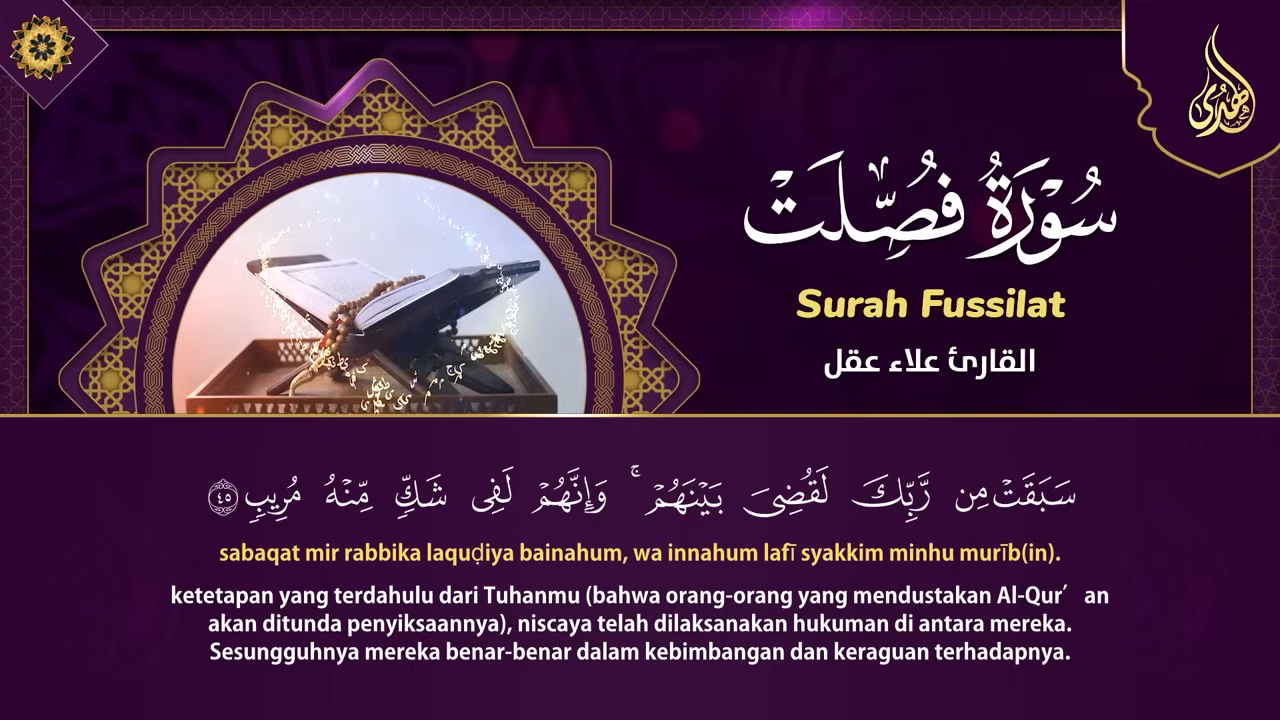 الهدى
سُوْرَةُ فُصِّلَتْ
Surah Fussilat
القارئ علاء عقل
سَبَقَتْ مِن رَّبِّكَ لَقُضِىَ بَيْنَهُمْ ۚ وَإِنَّهُمْ لَفِى شَكٍّ مِّنْهُ مُرِيبٍ ٤٥
sabaqat mir rabbika laquḍiya bainahum, wa innahum lafī syakkim minhu murīb(in).
ketetapan yang terdahulu dari Tuhanmu (bahwa orang-orang yang mendustakan Al-Qur′ an
akan ditunda penyiksaannya), niscaya telah dilaksanakan hukuman di antara mereka.
Sesungguhnya mereka benar-benar dalam kebimbangan dan keraguan terhadapnya.